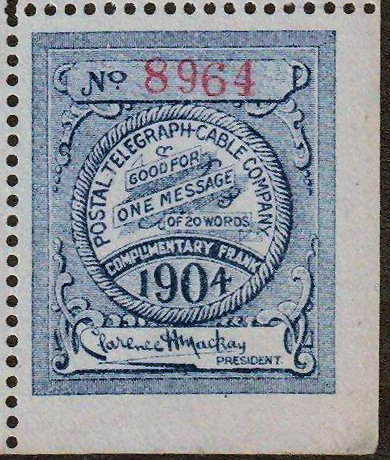 No 8964
POSTAL TELEGRAPH-CABLE COMPANY
GOOD FOR
ONE MESSAGE
OF 20 WORDS
COMPLIMENTARY FRANK
1904
Clarence H Mackay
PRESIDENT.